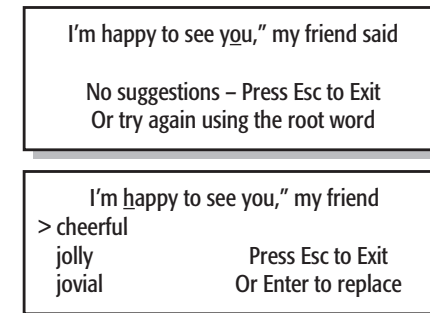 I'm happy to see you,” my friend said
No suggestions – Press Esc to Exit
Or try again using the root word
I'm happy to see you,” my friend
> cheerful
jolly Press Esc to Exit
jovial Or Enter to replace